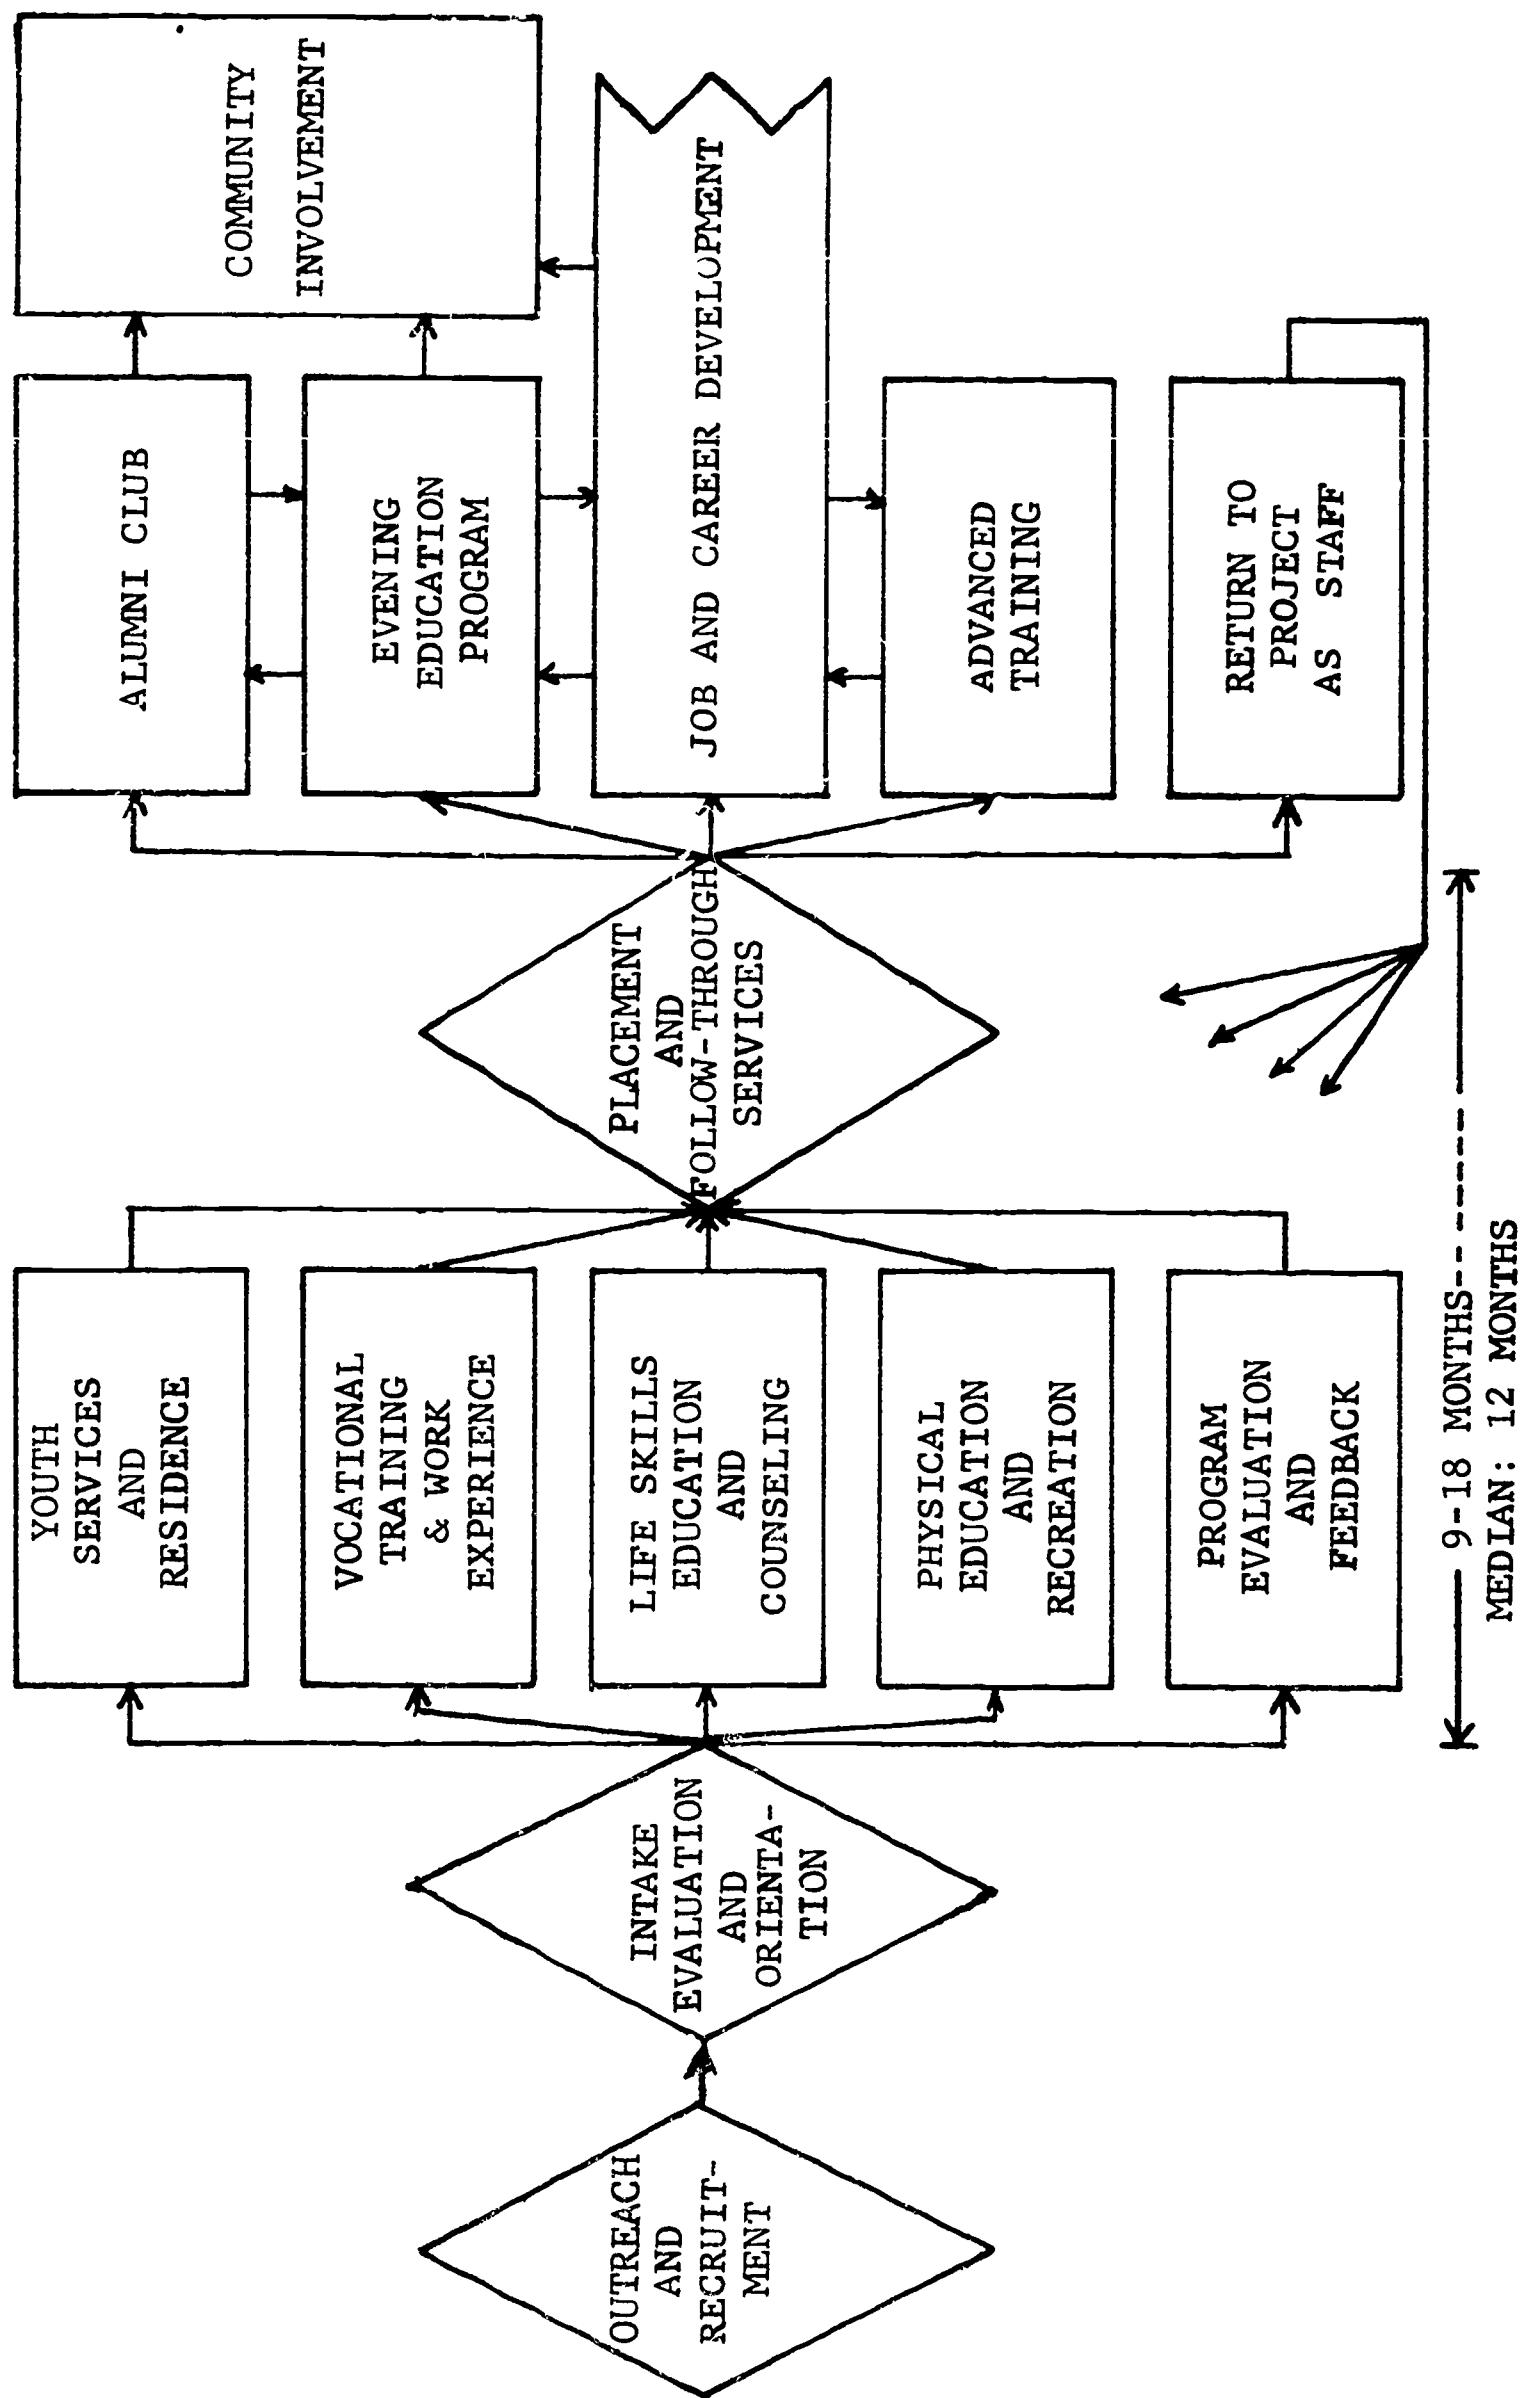 OUTREACH
AND
RECRUIT-
MENT
INTAKE
EVALUATION
AND
ORIENTA-
TION
YOUTH
SERVICES
AND
RESIDENCE
VOCATIONAL
TRAINING
& WORK
EXPERIENCE
LIFE SKILLS
EDUCATION
AND
COUNSELING
PHYSICAL
EDUCATION
AND
RECREATION
PROGRAM
EVALUATION
AND
FEEDBACK
PLACEMENT
AND
FOLLOW-THROUGH
SERVICES
ALUMNI CLUB
EVENING
EDUCATION
PROGRAM
JOB AND CAREER DEVELOPMENT
ADVANCED
TRAINING
RETURN TO
PROJECT
AS STAFF
COMMUNITY
INVOLVEMENT
9-18 MONTHS
MEDIAN: 12 MONTHS